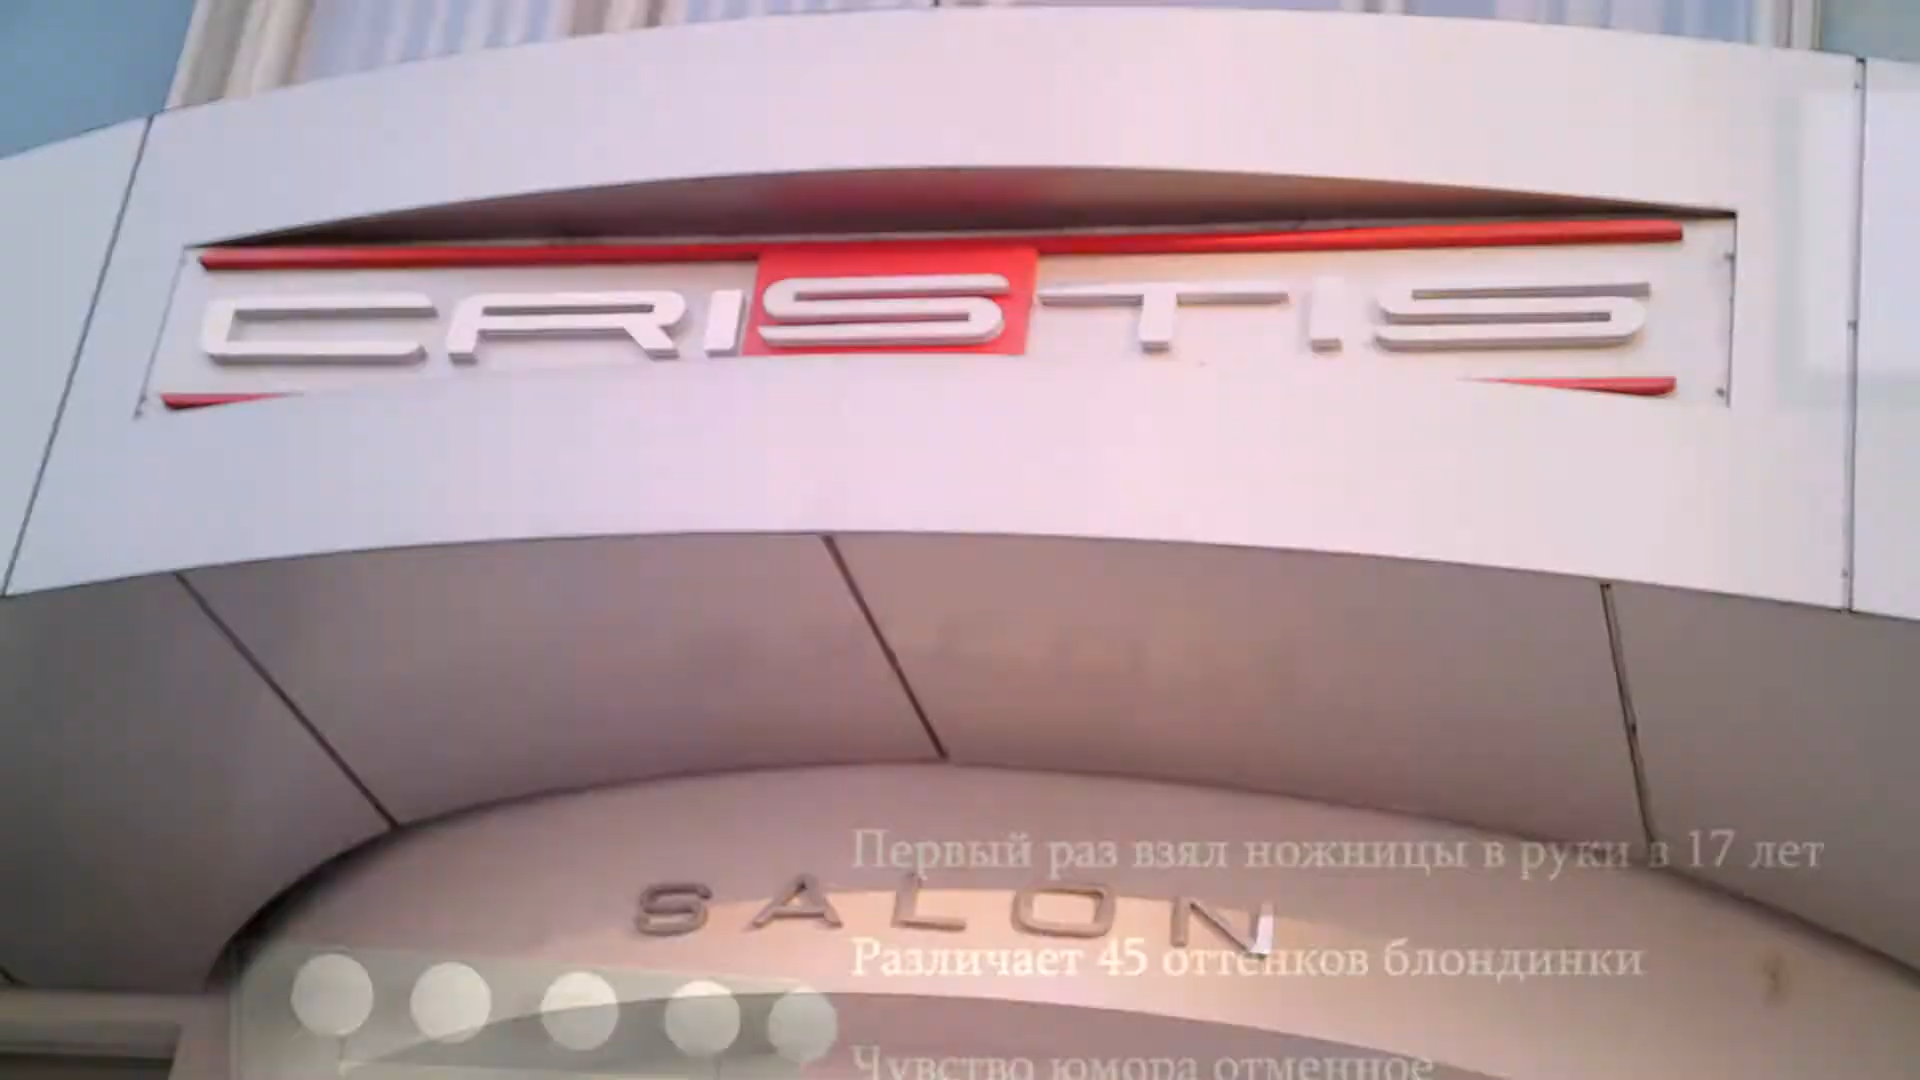 CRISTIS
Первый раз взял ножницы в руки в 17 лет
SALON
Различает 45 оттенков блондинки
Чувство юмора отменное